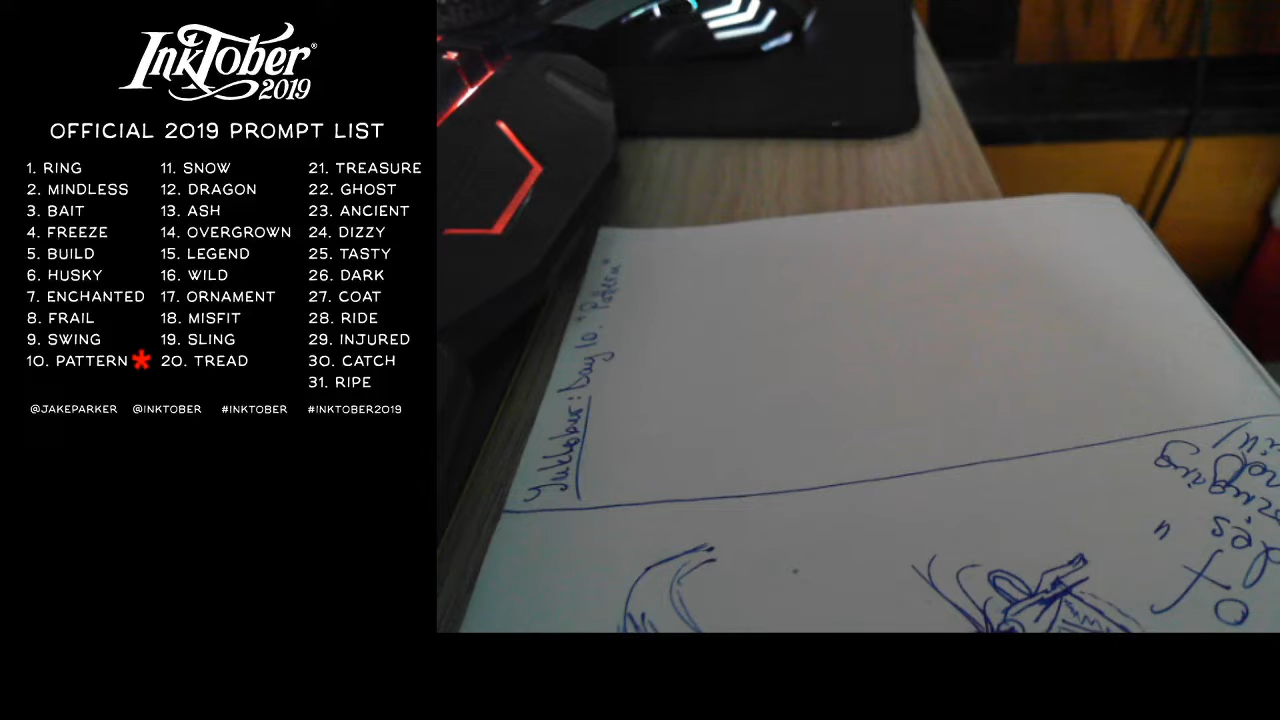 INKTOBER®
2019
OFFICIAL 2019 PROMPT LIST
1. RING
2. MINDLESS
3. BAIT
4. FREEZE
5. BUILD
6. HUSKY
7. ENCHANTED
8. FRAIL
9. SWING
10. PATTERN*
11. SNOW
12. DRAGON
13. ASH
14. OVERGROWN
15. LEGEND
16. WILD
17. ORNAMENT
18. MISFIT
19. SLING
20. TREAD
21. TREASURE
22. GHOST
23. ANCIENT
24. DIZZY
25. TASTY
26. DARK
27. COAT
28. RIDE
29. INJURED
30. CATCH
31. RIPE
@JAKEPARKER @INKTOBER #INKTOBER #INKTOBER2019
Inktober: Day 10. "Pattern"